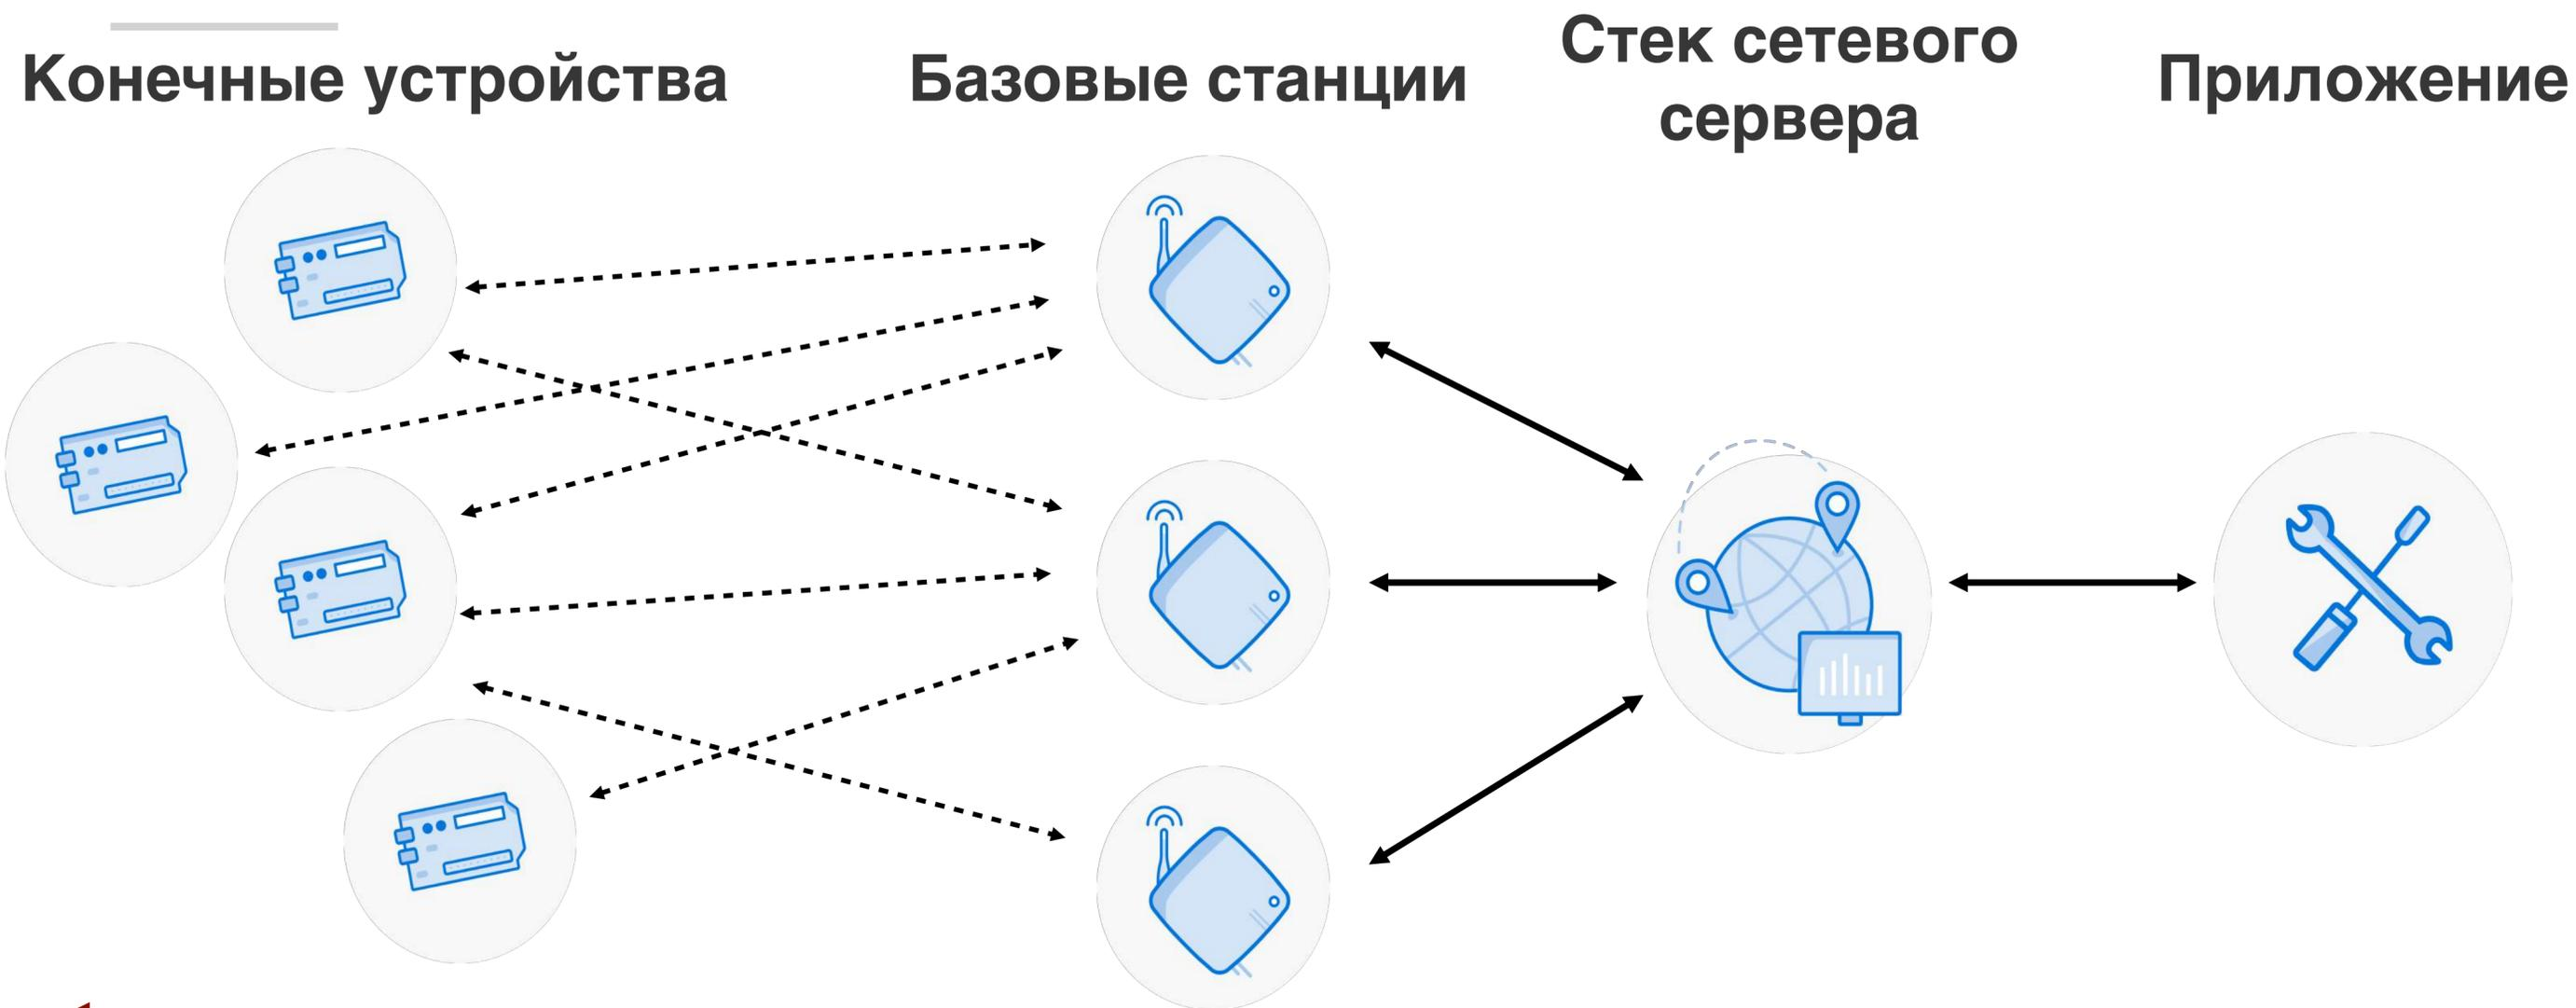 Конечные устройства
Базовые станции
Стек сетевого
сервера
Приложение